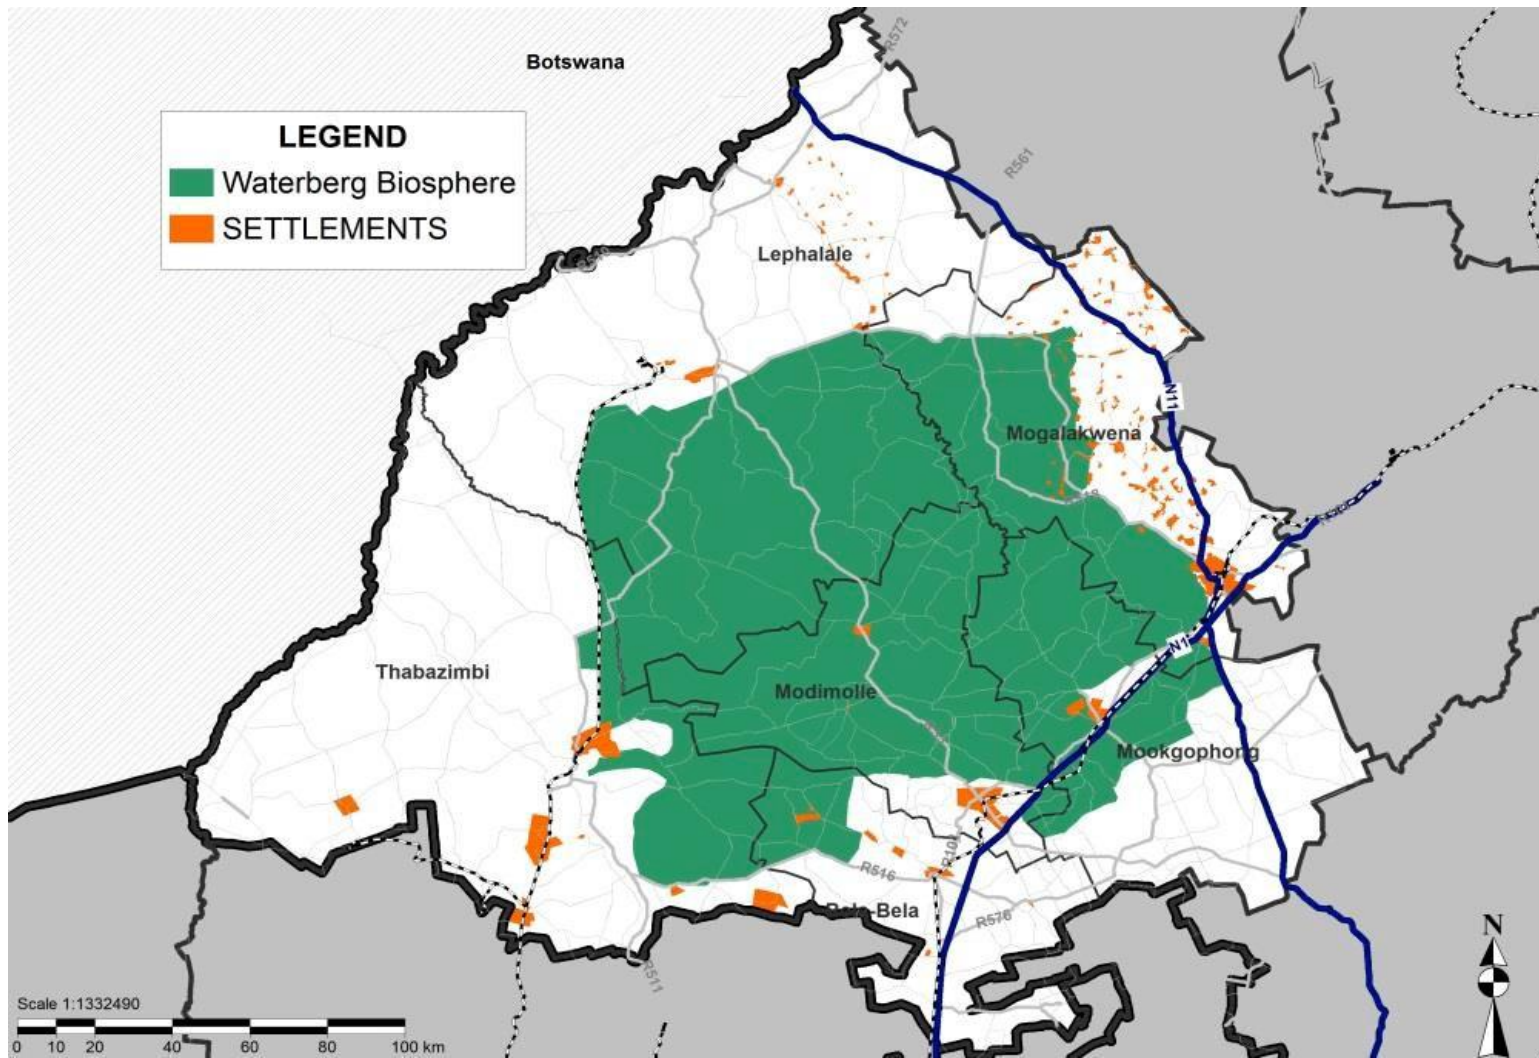 Botswana
LEGEND
Waterberg Biosphere
SETTLEMENTS
R572
R561
Lephalale
N11
Mogalakwena
R518
N1
Thabazimbi
Modimolle
Mookgophong
R101
R516
Bela-Bela
R576
R511
N
Scale 1:1332490
0 10 20 40 60 80 100 km